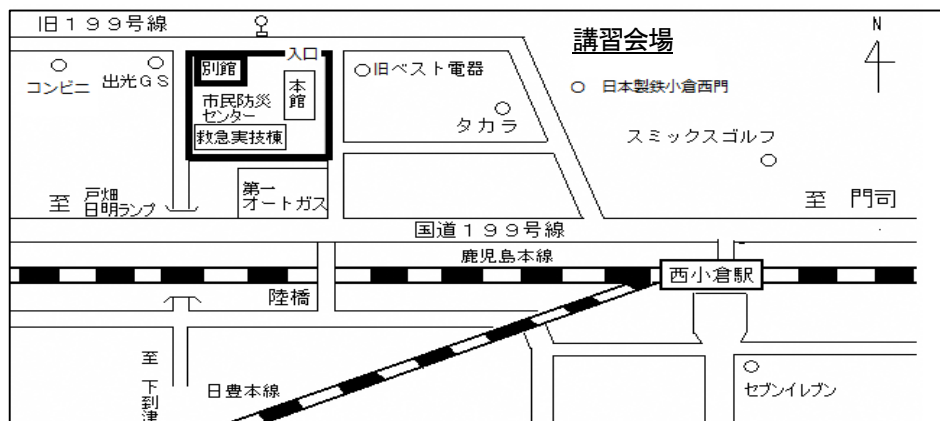 旧１９９号線
講習会場
N
入口
コンビニ
出光ＧＳ
別館
本館
市民防災
センター
救急実技棟
旧ベスト電器
タカラ
日本製鉄小倉西門
スミックスゴルフ
至 戸畑
日明ランプ
第一
オートガス
至 門司
国道１９９号線
鹿児島本線
西小倉駅
陸橋
至 下到津
日豊本線
セブンイレブン